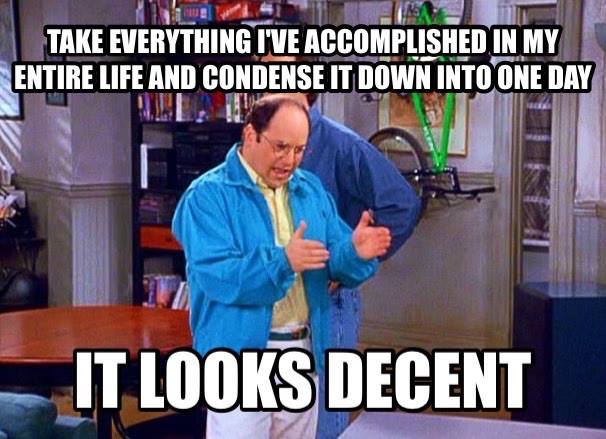 TAKE EVERYTHING I'VE ACCOMPLISHED IN MY
ENTIRE LIFE AND CONDENSE IT DOWN INTO ONE DAY
IT LOOKS DECENT